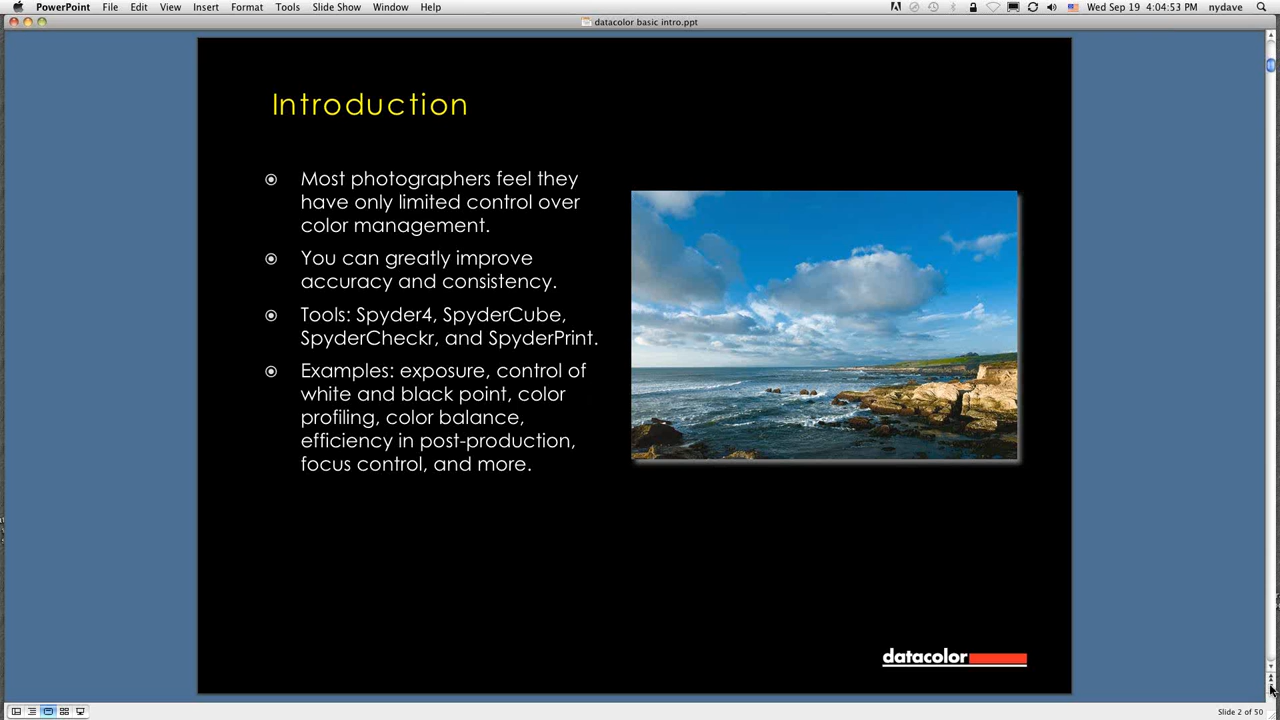 PowerPoint File Edit View Insert Format Tools Slide Show Window Help Wed Sep 19 4:04:53 PM nydave
datacolor basic intro.ppt
Introduction
Most photographers feel they
have only limited control over
color management.
You can greatly improve
accuracy and consistency.
Tools: Spyder4, SpyderCube,
SpyderCheckr, and SpyderPrint.
Examples: exposure, control of
white and black point, color
profiling, color balance,
efficiency in post-production,
focus control, and more.
datacolor
Slide 2 of 50